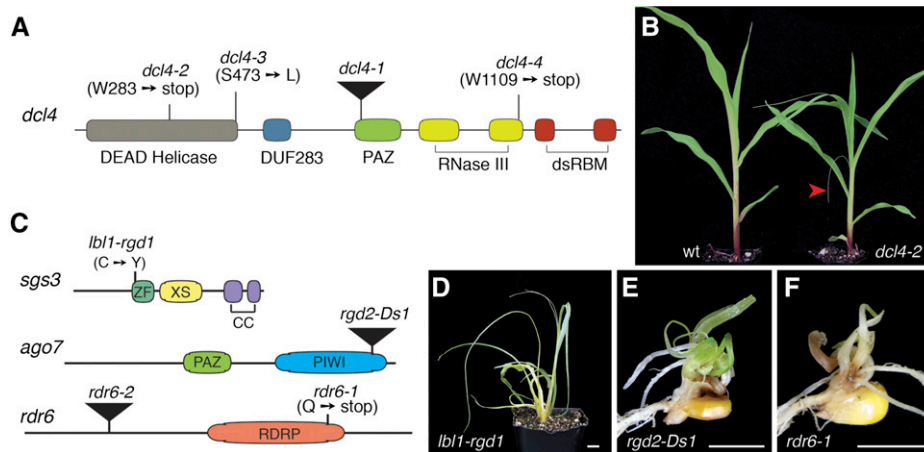 A
dcl4-2
(W283 → stop)
dcl4-3
(S473 → L)
dcl4-1
dcl4-4
(W1109 → stop)
dcl4
DEAD Helicase
DUF283
PAZ
RNase III
dsRBM
B
wt
dcl4-2
C
lbl1-rgd1
(C ↔ Y)
sgs3
ZF
XS
CC
rgd2-Ds1
ago7
PAZ
PIWI
rdr6-2
rdr6-1
(Q → stop)
rdr6
RDRP
D
lbl1-rgd1
E
rgd2-Ds1
F
rdr6-1